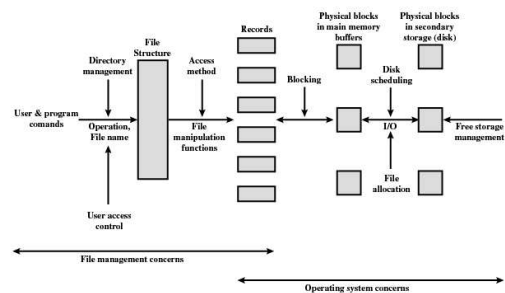 Physical blocks
in main memory
buffers
Physical blocks
in secondary
storage (disk)
Records
File
Structure
Directory
management
Access
method
Blocking
Disk
scheduling
User & program
comands
Operation,
File name
File
manipulation
functions
I/O
Free storage
management
File
allocation
User access
control
File management concerns
Operating system concerns